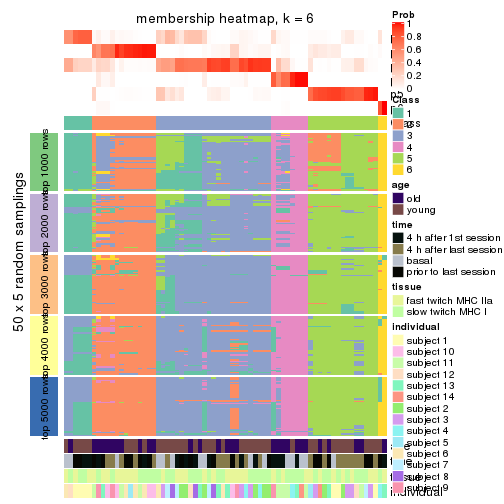 membership heatmap, k = 6
50 x 5 random samplings
top 1000 rows
top 2000 rows
top 3000 rows
top 4000 rows
top 5000 rows
Prob
1
0.8
0.6
0.4
0.2
0
p5
Class
1
2
3
4
5
6
age
old
young
time
4 h after 1st session
4 h after last session
basal
prior to last session
tissue
fast twitch MHC IIa
slow twitch MHC I
individual
subject 1
subject 10
subject 11
subject 12
subject 13
subject 14
subject 2
subject 3
subject 4
subject 5
subject 6
subject 7
subject 8
subject 9
individual